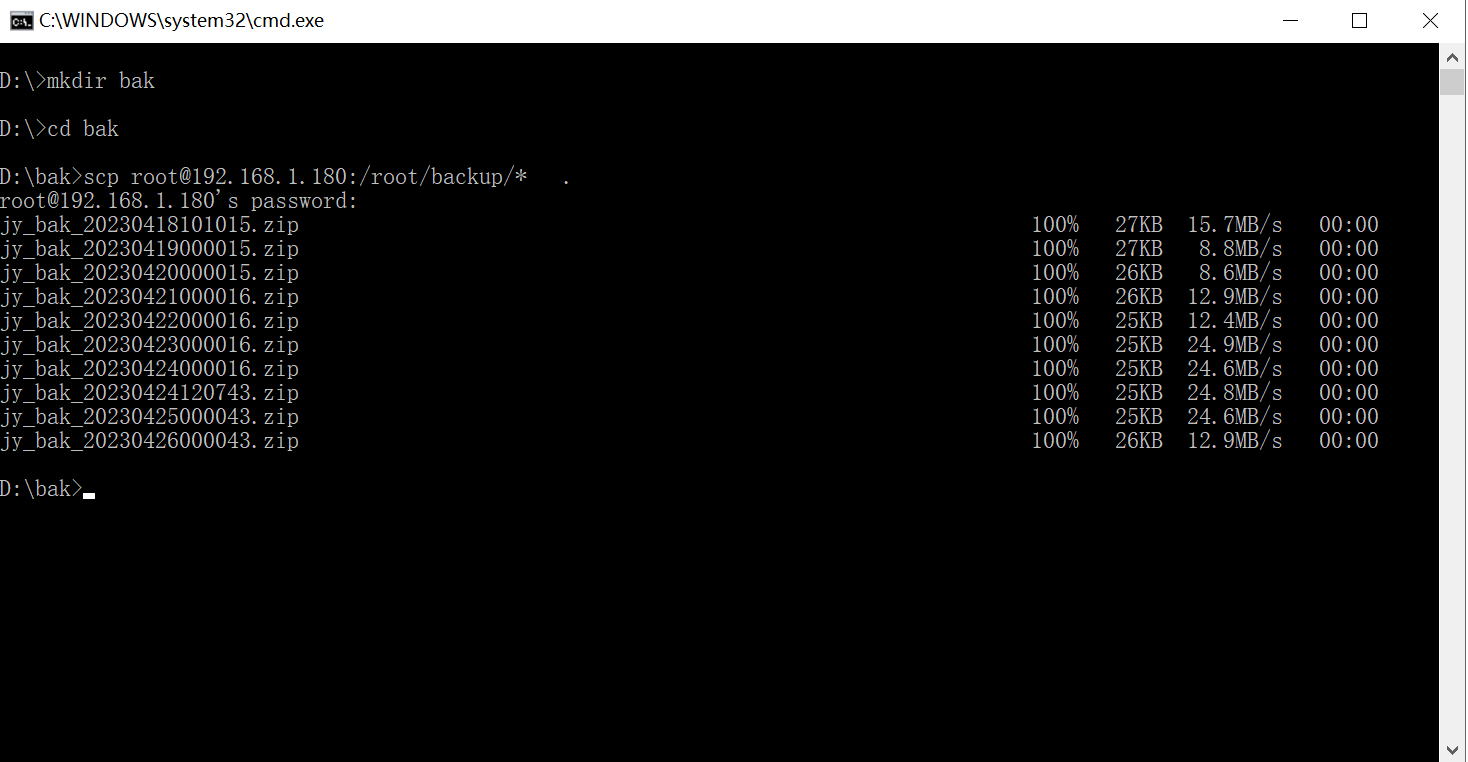 C:\WINDOWS\system32\cmd.exe
D:\>mkdir bak
D:\>cd bak
D:\bak>scp root@192.168.1.180:/root/backup/*   .
root@192.168.1.180's password:
jy_bak_20230418101015.zip 100% 27KB 15.7MB/s 00:00
jy_bak_20230419000015.zip 100% 27KB 8.8MB/s 00:00
jy_bak_20230420000015.zip 100% 26KB 8.6MB/s 00:00
jy_bak_20230421000016.zip 100% 26KB 12.9MB/s 00:00
jy_bak_20230422000016.zip 100% 25KB 12.4MB/s 00:00
jy_bak_20230423000016.zip 100% 25KB 24.9MB/s 00:00
jy_bak_20230424000016.zip 100% 25KB 24.6MB/s 00:00
jy_bak_20230424120743.zip 100% 25KB 24.8MB/s 00:00
jy_bak_20230425000043.zip 100% 25KB 24.6MB/s 00:00
jy_bak_20230426000043.zip 100% 26KB 12.9MB/s 00:00
D:\bak>